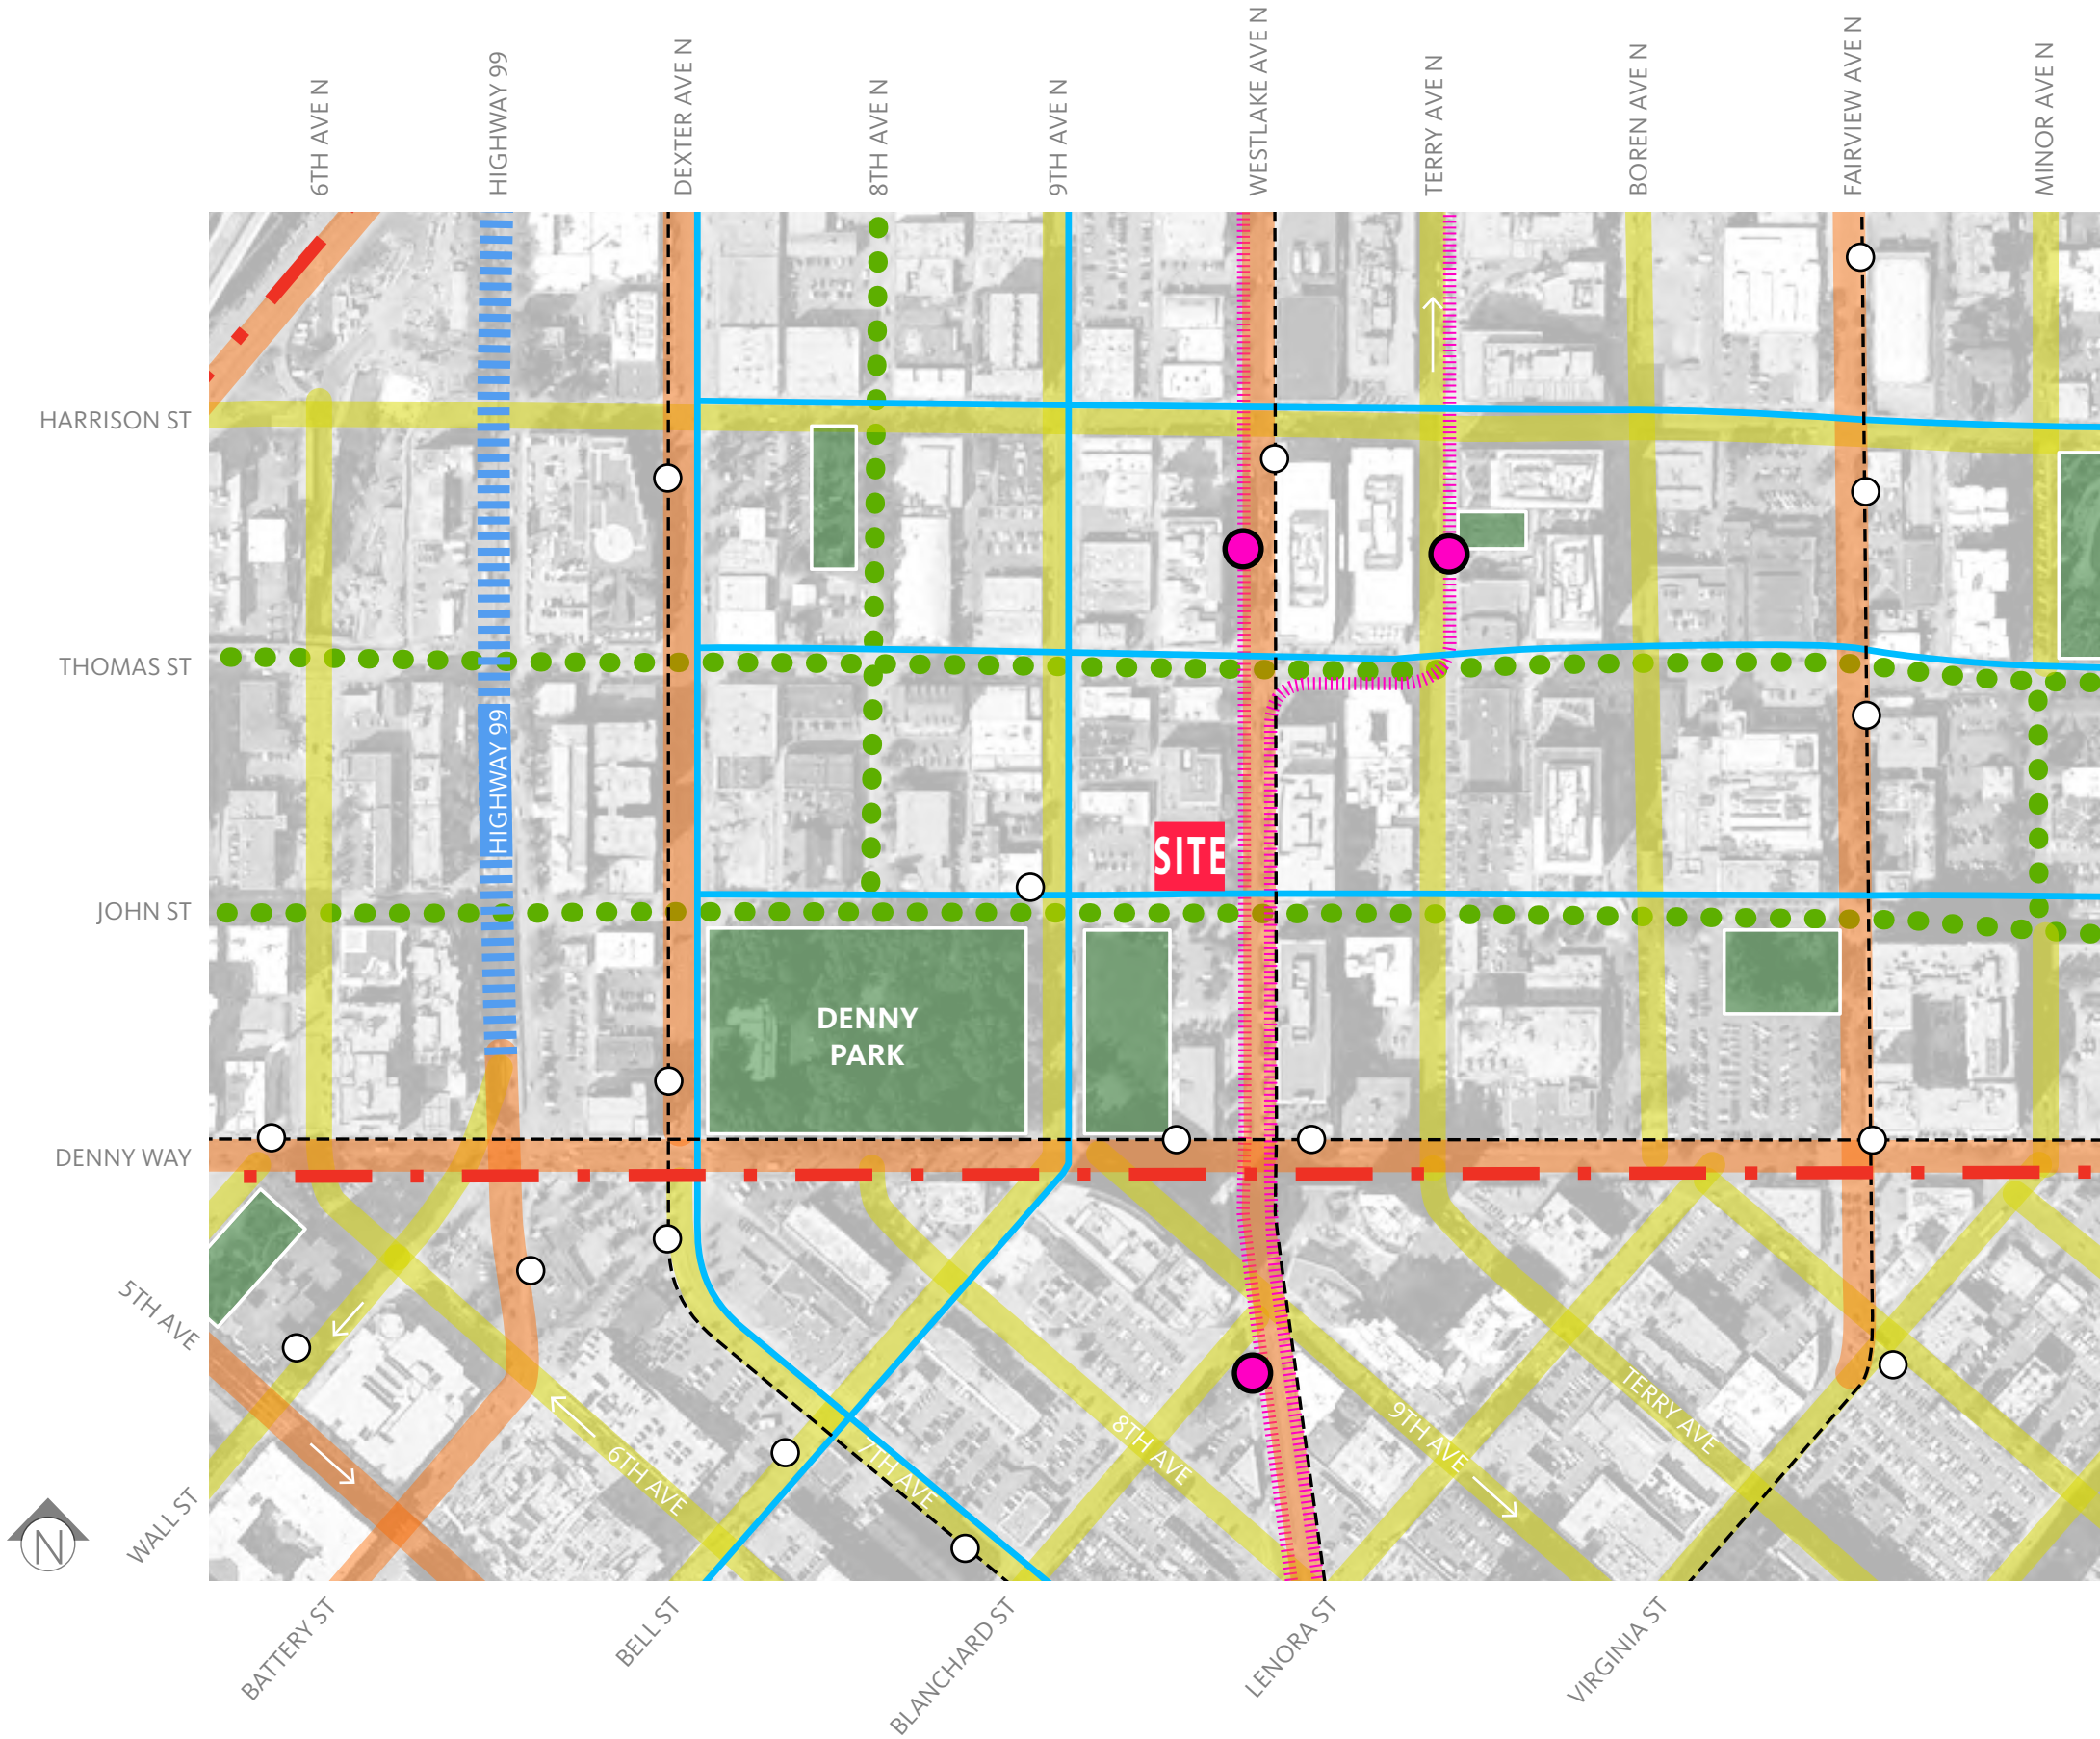 6TH AVE N
HIGHWAY 99
DEXTER AVE N
8TH AVE N
9TH AVE N
WESTLAKE AVE N
TERRY AVE N
BOREN AVE N
FAIRVIEW AVE N
MINOR AVE N
HARRISON ST
THOMAS ST
HIGHWAY 99
SITE
JOHN ST
DENNY
PARK
DENNY WAY
5TH AVE
WALL ST
6TH AVE
7TH AVE
8TH AVE
9TH AVE
TERRY AVE
N
BATTERY ST
BELL ST
BLANCHARD ST
LENORA ST
VIRGINIA ST